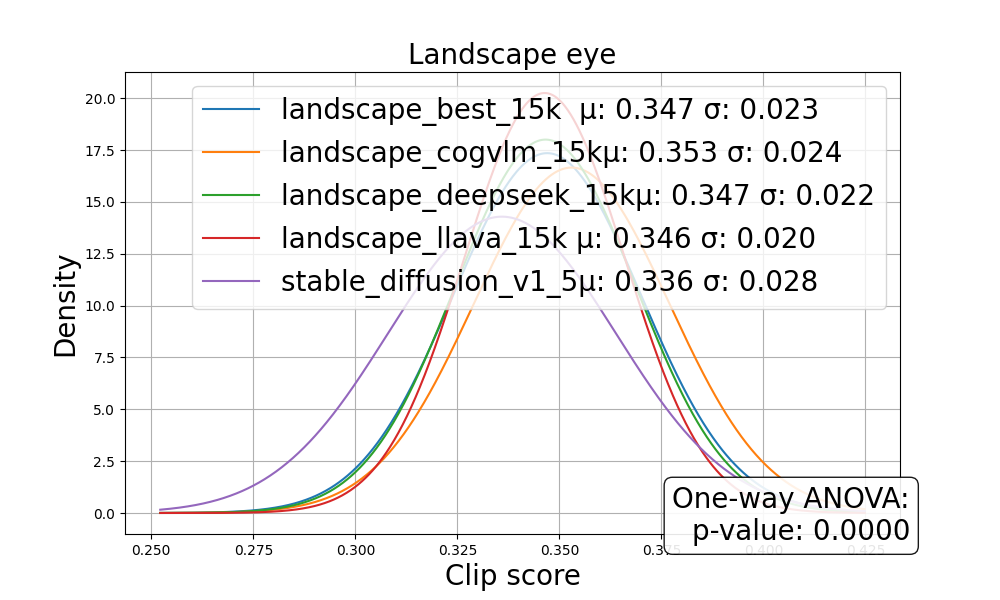 Landscape eye
20.0
17.5
15.0
12.5
10.0
7.5
5.0
2.5
0.0
Density
landscape_best_15k  μ: 0.347 σ: 0.023
landscape_cogvlm_15kμ: 0.353 σ: 0.024
landscape_deepseek_15kμ: 0.347 σ: 0.022
landscape_llava_15k μ: 0.346 σ: 0.020
stable_diffusion_v1_5μ: 0.336 σ: 0.028
One-way ANOVA:
p-value: 0.0000
0.250 0.275 0.300 0.325 0.350 0.375 0.400 0.425
Clip score